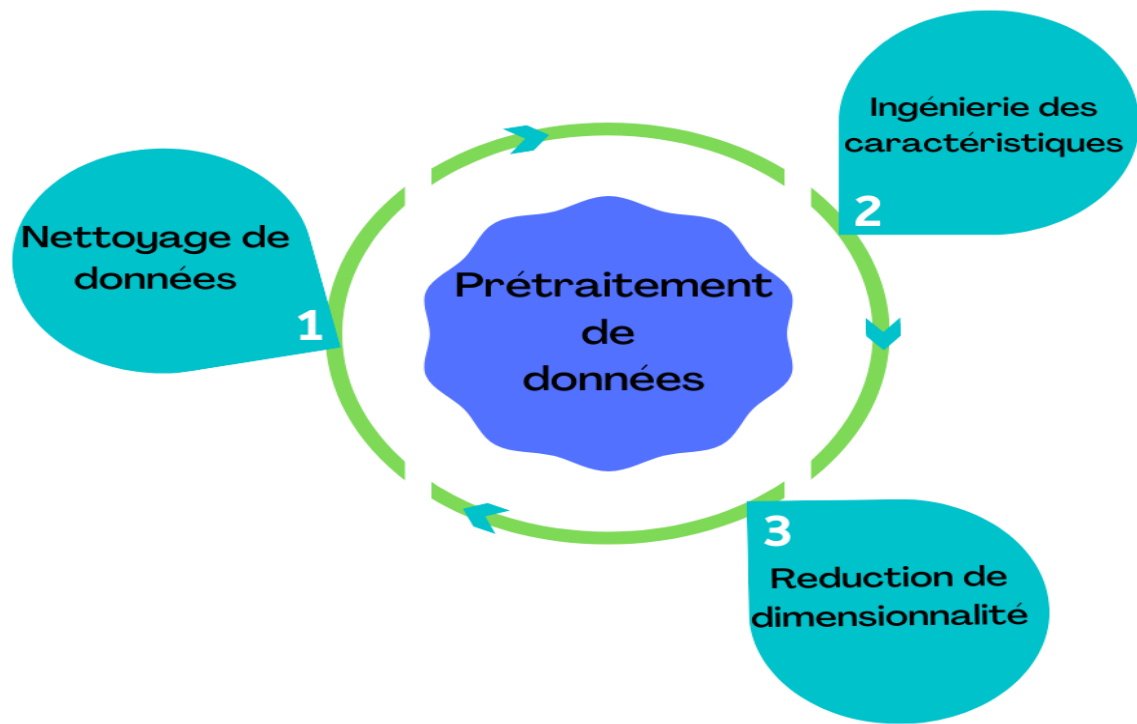 Nettoyage de
données
1
Ingénierie des
caractéristiques
2
Prétraitement
de
données
3
Reduction de
dimensionnalité